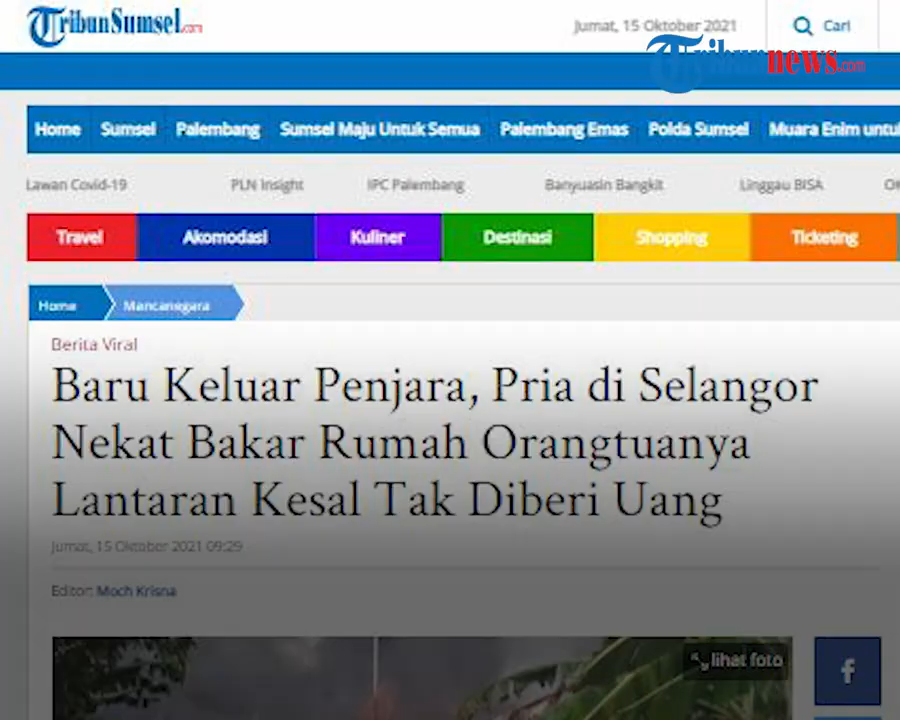 TribunSumsel.com
Jumat, 15 Oktober 2021
Cari
Tribunnews.com
Home Sumsel Palembang Sumsel Maju Untuk Semua Palembang Emas Polda Sumsel Muara Enim untu
Lawan Covid-19 PLN Insight IPC Palembang Banyuasin Bangkit Linggau BISA
Travel Akomodasi Kuliner Destinasi Shopping Ticketing
Home Mancanegara
Berita Viral
Baru Keluar Penjara, Pria di Selangor
Nekat Bakar Rumah Orangtuanya
Lantaran Kesal Tak Diberi Uang
Jumat, 15 Oktober 2021 09:29
Editor: Moch Krisna
lihat foto
f